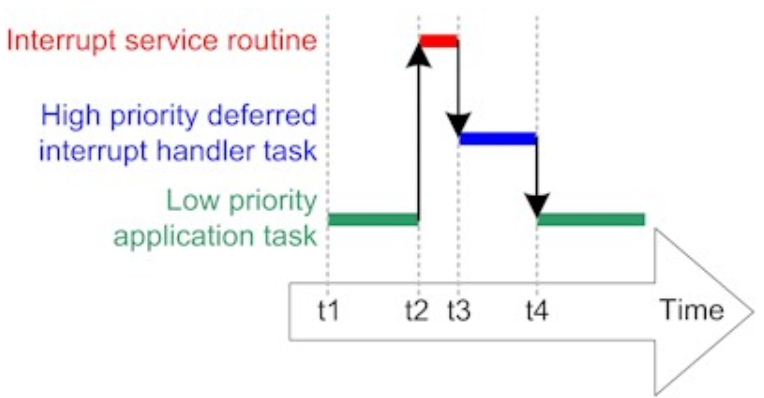 Interrupt service routine
High priority deferred
interrupt handler task
Low priority
application task
t1 t2 t3 t4 Time